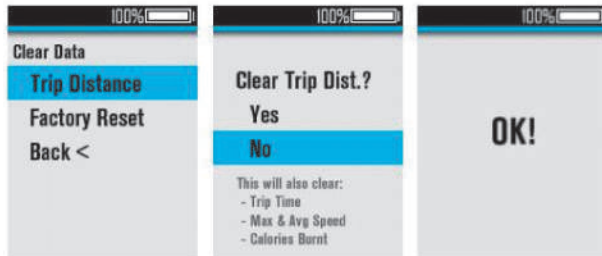 100%
Clear Data
Trip Distance
Factory Reset
Back <
100%
Clear Trip Dist.?
Yes
No
This will also clear:
- Trip Time
- Max & Avg Speed
- Calories Burnt
100%
OK!